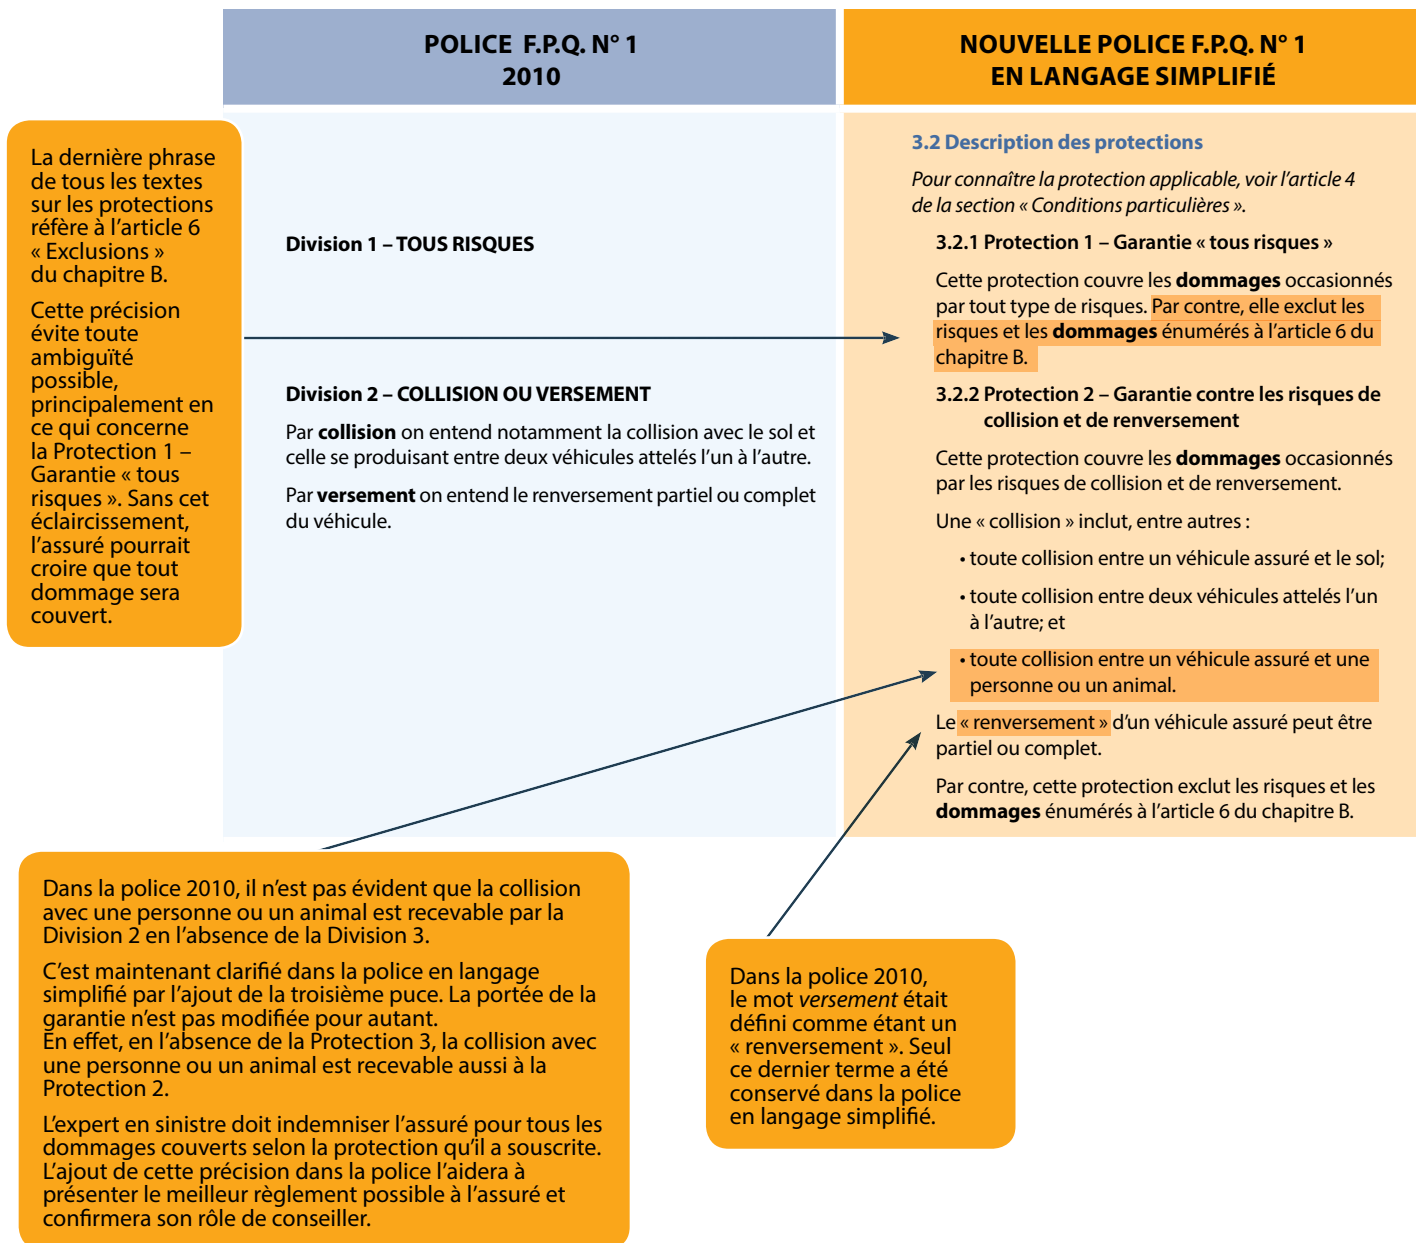 POLICE F.P.Q. N° 1
2010
NOUVELLE POLICE F.P.Q. N° 1
EN LANGAGE SIMPLIFIÉ
La dernière phrase
de tous les textes
sur les protections
réfère à l’article 6
« Exclusions »
du chapitre B.
Cette précision
évite toute
ambiguïté
possible,
principalement en
ce qui concerne
la Protection 1 –
Garantie « tous
risques ». Sans cet
éclaircissement,
l’assuré pourrait
croire que tout
dommage sera
couvert.
Division 1 – TOUS RISQUES
Division 2 – COLLISION OU VERSEMENT
Par collision on entend notamment la collision avec le sol et
celle se produisant entre deux véhicules attelés l’un à l’autre.
Par versement on entend le renversement partiel ou complet
du véhicule.
3.2 Description des protections
Pour connaître la protection applicable, voir l’article 4
de la section « Conditions particulières ».
3.2.1 Protection 1 – Garantie « tous risques »
Cette protection couvre les dommages occasionnés
par tout type de risques. Par contre, elle exclut les
risques et les dommages énumérés à l’article 6 du
chapitre B.
3.2.2 Protection 2 – Garantie contre les risques de
collision et de renversement
Cette protection couvre les dommages occasionnés
par les risques de collision et de renversement.
Une « collision » inclut, entre autres :
• toute collision entre un véhicule assuré et le sol;
• toute collision entre deux véhicules attelés l’un
à l’autre; et
• toute collision entre un véhicule assuré et une
personne ou un animal.
Le « renversement » d’un véhicule assuré peut être
partiel ou complet.
Par contre, cette protection exclut les risques et les
dommages énumérés à l’article 6 du chapitre B.
Dans la police 2010, il n’est pas évident que la collision
avec une personne ou un animal est recevable par la
Division 2 en l’absence de la Division 3.
C’est maintenant clarifié dans la police en langage
simplifié par l’ajout de la troisième puce. La portée de la
garantie n’est pas modifiée pour autant.
En effet, en l’absence de la Protection 3, la collision avec
une personne ou un animal est recevable aussi à la
Protection 2.
L’expert en sinistre doit indemniser l’assuré pour tous les
dommages couverts selon la protection qu’il a souscrite.
L’ajout de cette précision dans la police l’aidera à
présenter le meilleur règlement possible à l’assuré et
confirmera son rôle de conseiller.
Dans la police 2010,
le mot versement était
défini comme étant un
« renversement ». Seul
ce dernier terme a été
conservé dans la police
en langage simplifié.